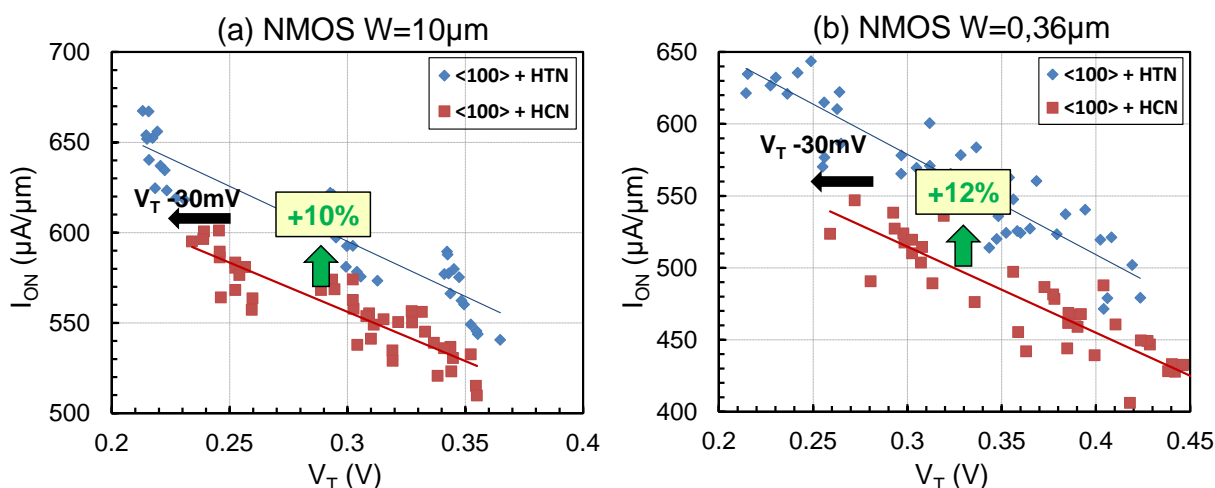 (a) NMOS W=10µm
700
650
600
550
500
I_ON (µA/µm)
<100> + HTN
<100> + HCN
V_T -30mV
+10%
0.2
0.25
0.3
0.35
0.4
V_T (V)
(b) NMOS W=0,36µm
650
600
550
500
450
400
I_ON (µA/µm)
<100> + HTN
<100> + HCN
V_T -30mV
+12%
0.2
0.25
0.3
0.35
0.4
0.45
V_T (V)